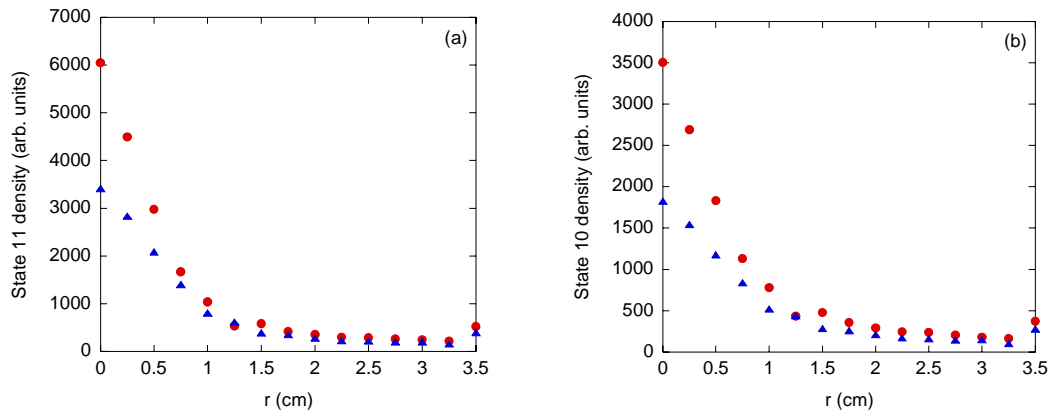 (a)
State 11 density (arb. units)
7000
6000
5000
4000
3000
2000
1000
0
0 0.5 1 1.5 2 2.5 3 3.5
r (cm)
(b)
State 10 density (arb. units)
4000
3500
3000
2500
2000
1500
1000
500
0
0 0.5 1 1.5 2 2.5 3 3.5
r (cm)